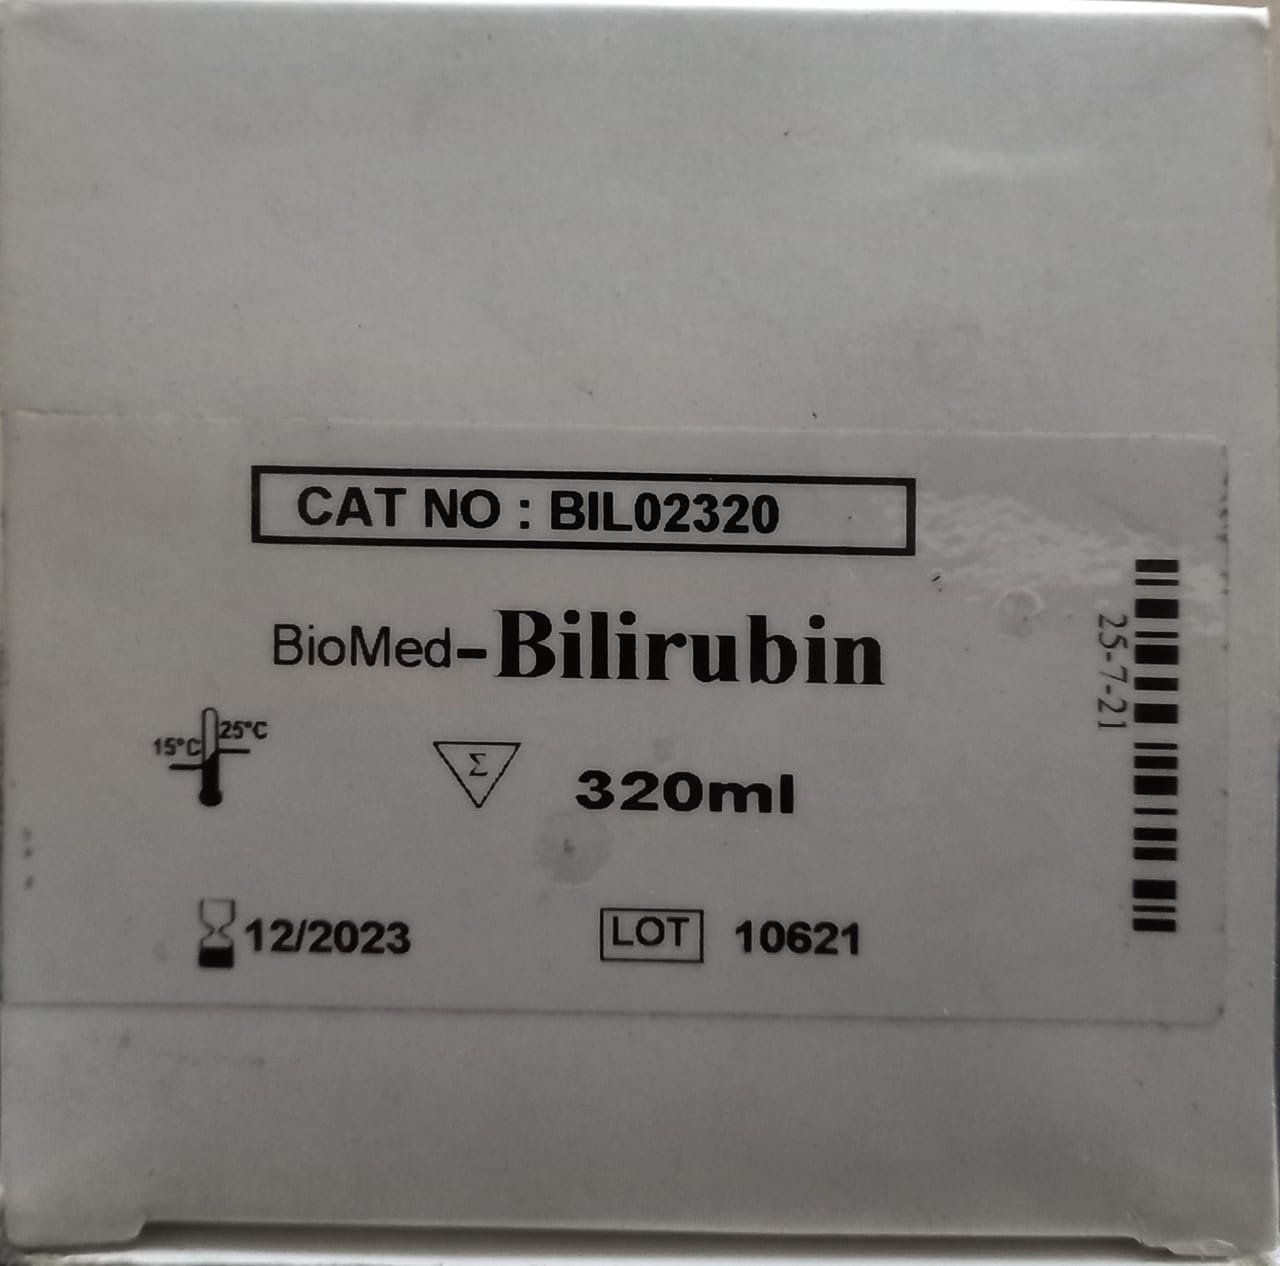 CAT NO : BIL02320
BioMed-Bilirubin
15°C 25°C
Σ 320ml
12/2023
LOT 10621
25-7-21